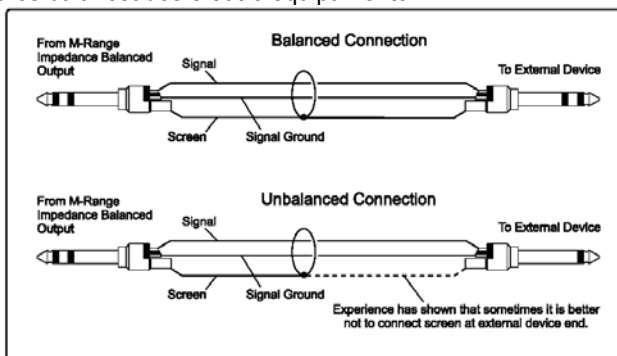 Balanced Connection
From M-Range
Impedance Balanced
Output
Signal
To External Device
Screen
Signal Ground
Unbalanced Connection
From M-Range
Impedance Balanced
Output
Signal
To External Device
Screen
Signal Ground
Experience has shown that sometimes it is better
not to connect screen at external device end.